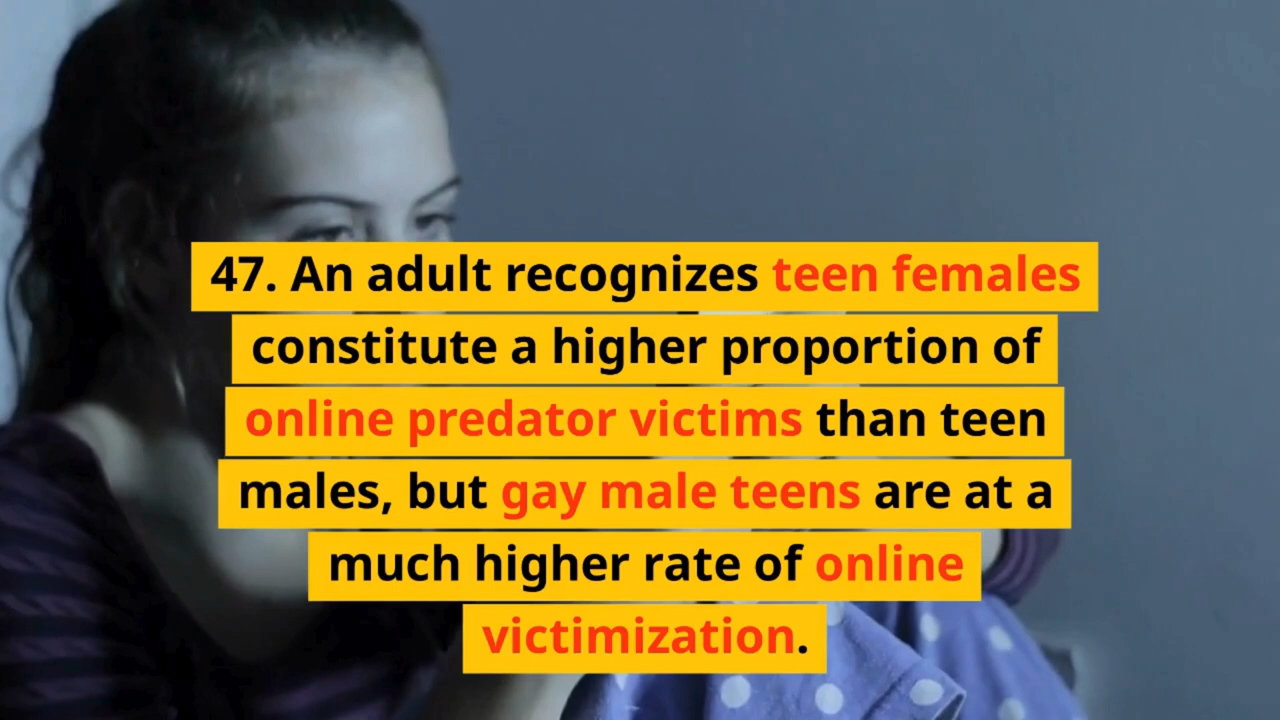 47. An adult recognizes teen females
constitute a higher proportion of
online predator victims than teen
males, but gay male teens are at a
much higher rate of online
victimization.